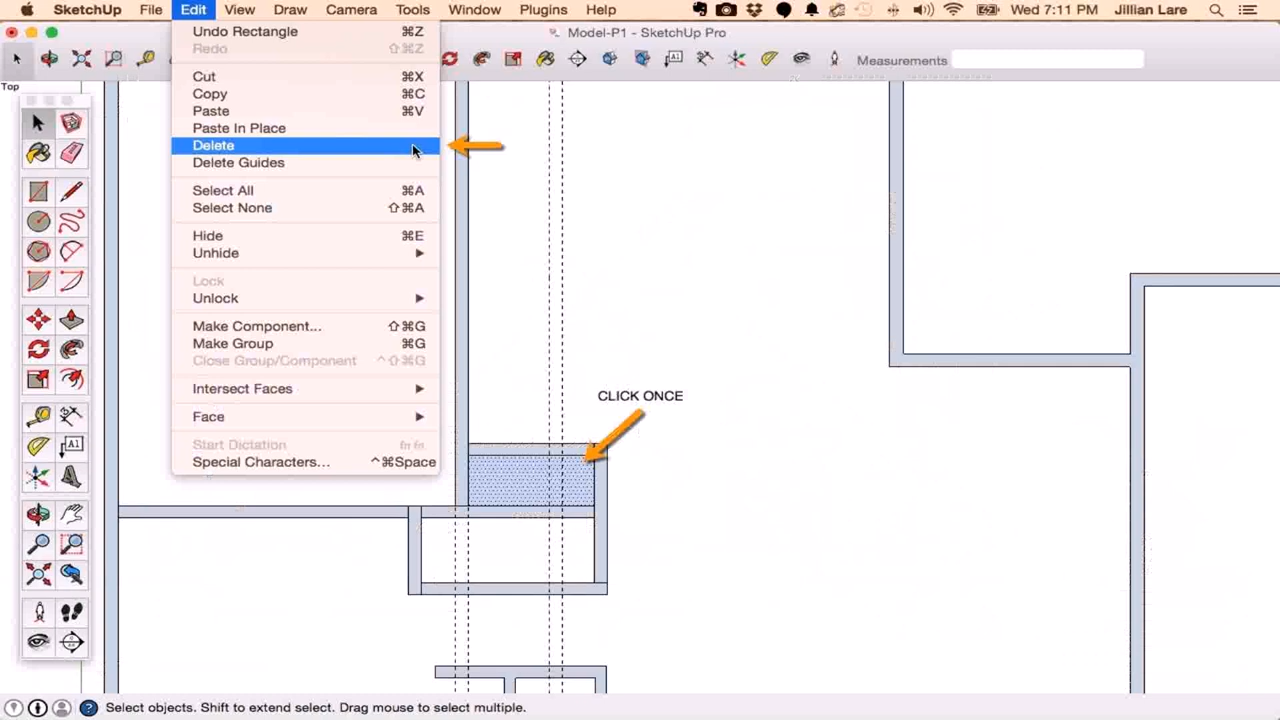 SketchUp File Edit View Draw Camera Tools Window Plugins Help Wed 7:11 PM Jillian Lare
Model-P1 - SketchUp Pro
Measurements
Top
Undo Rectangle ⌘Z
Redo ⇧⌘Z
Cut ⌘X
Copy ⌘C
Paste ⌘V
Paste In Place
Delete
Delete Guides
Select All ⌘A
Select None ⇧⌘A
Hide ⌘E
Unhide
Lock
Unlock
Make Component... ⇧⌘G
Make Group ⌘G
Close Group/Component ^⇧⌘G
Intersect Faces
Face
Start Dictation fn fn
Special Characters... ^⌘Space
CLICK ONCE
Select objects. Shift to extend select. Drag mouse to select multiple.